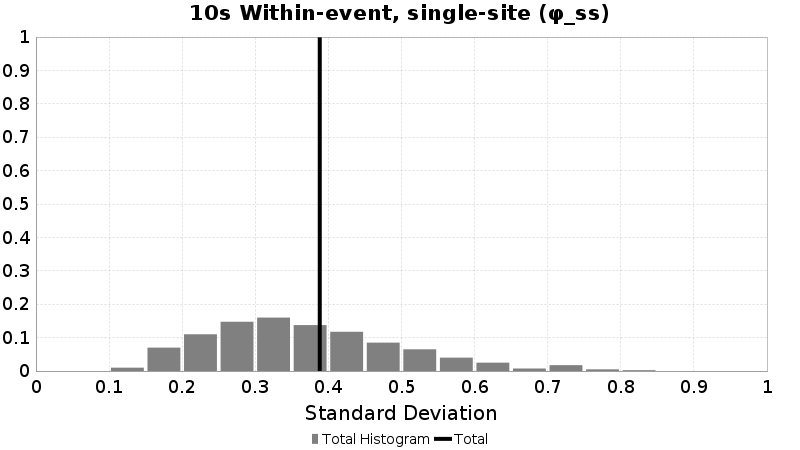 10s Within-event, single-site (φ_ss)
1
0.9
0.8
0.7
0.6
0.5
0.4
0.3
0.2
0.1
0
0 0.1 0.2 0.3 0.4 0.5 0.6 0.7 0.8 0.9 1
Standard Deviation
Total Histogram Total